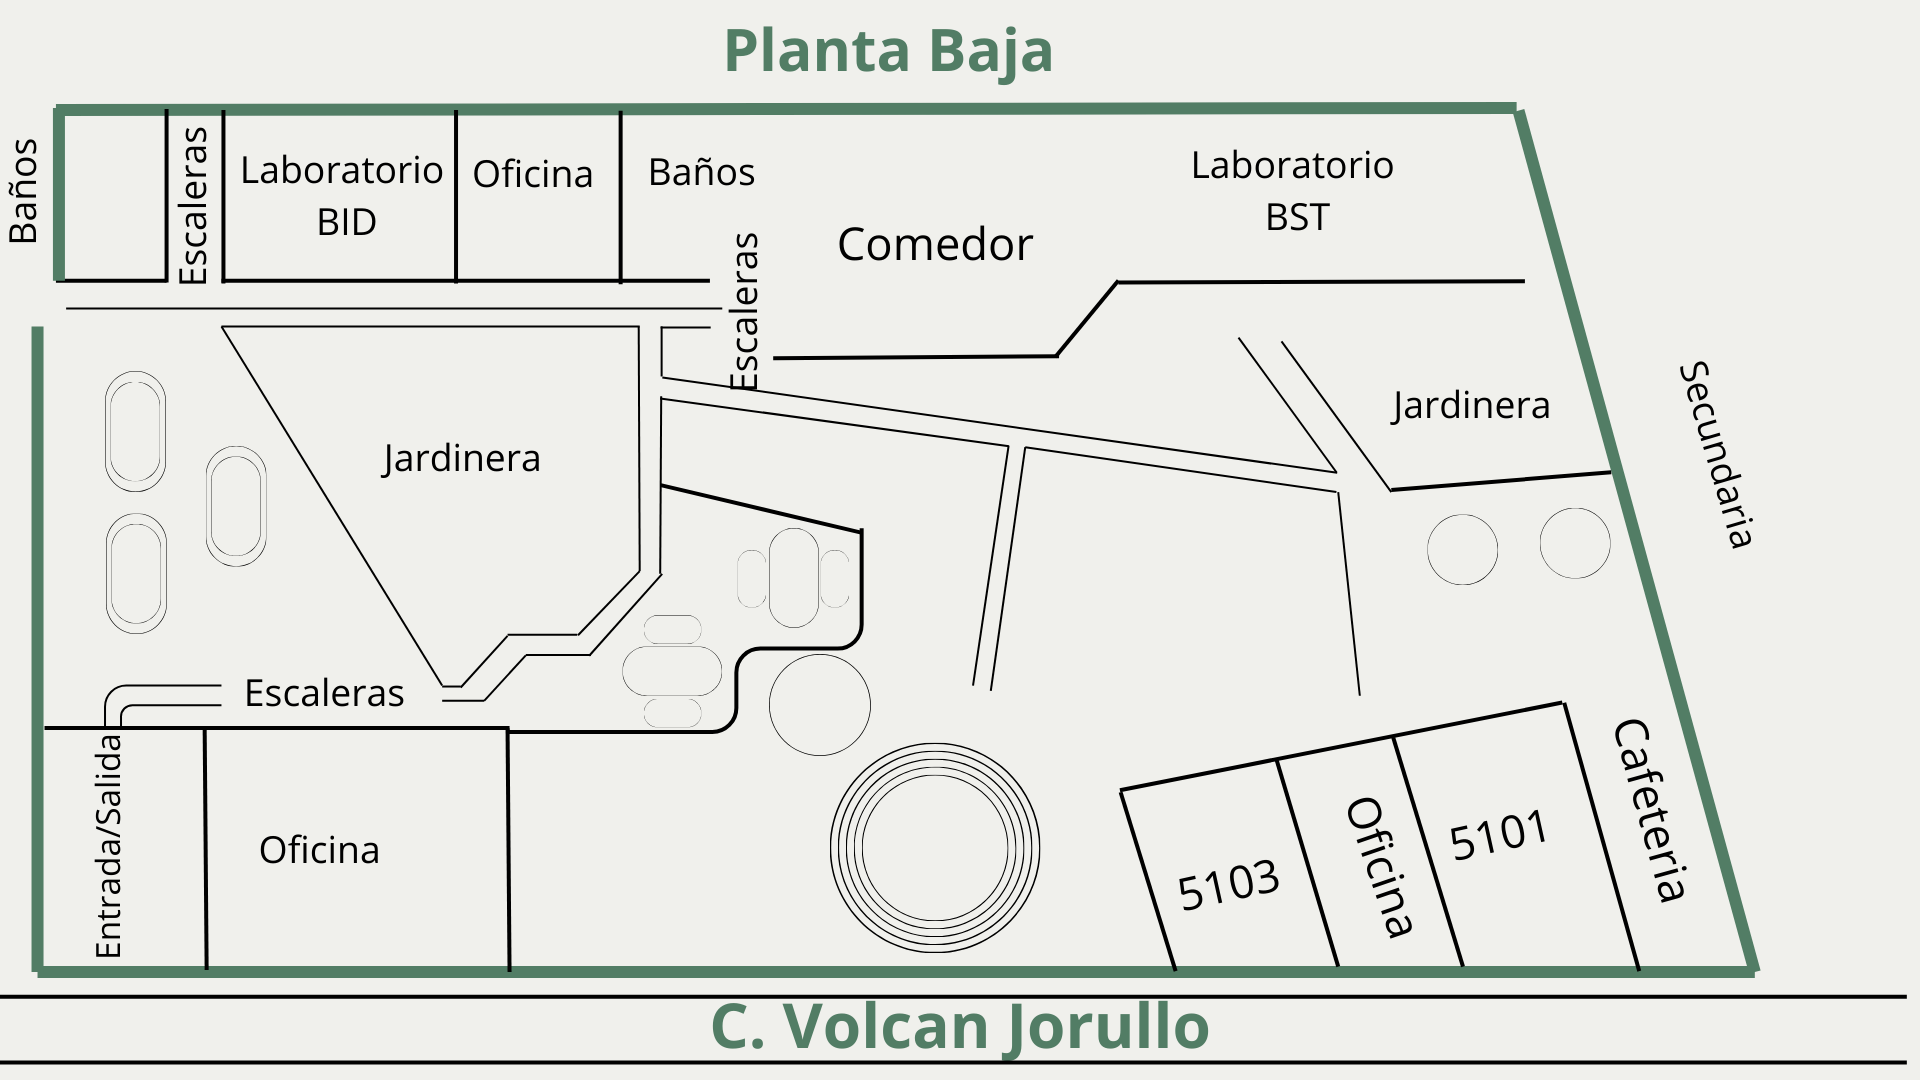 Planta Baja
Baños
Escaleras
Laboratorio
BID
Oficina
Baños
Escaleras
Comedor
Laboratorio
BST
Jardinera
Jardinera
Secundaria
Escaleras
Entrada/Salida
Oficina
5103
Oficina
5101
Cafeteria
C. Volcan Jorullo